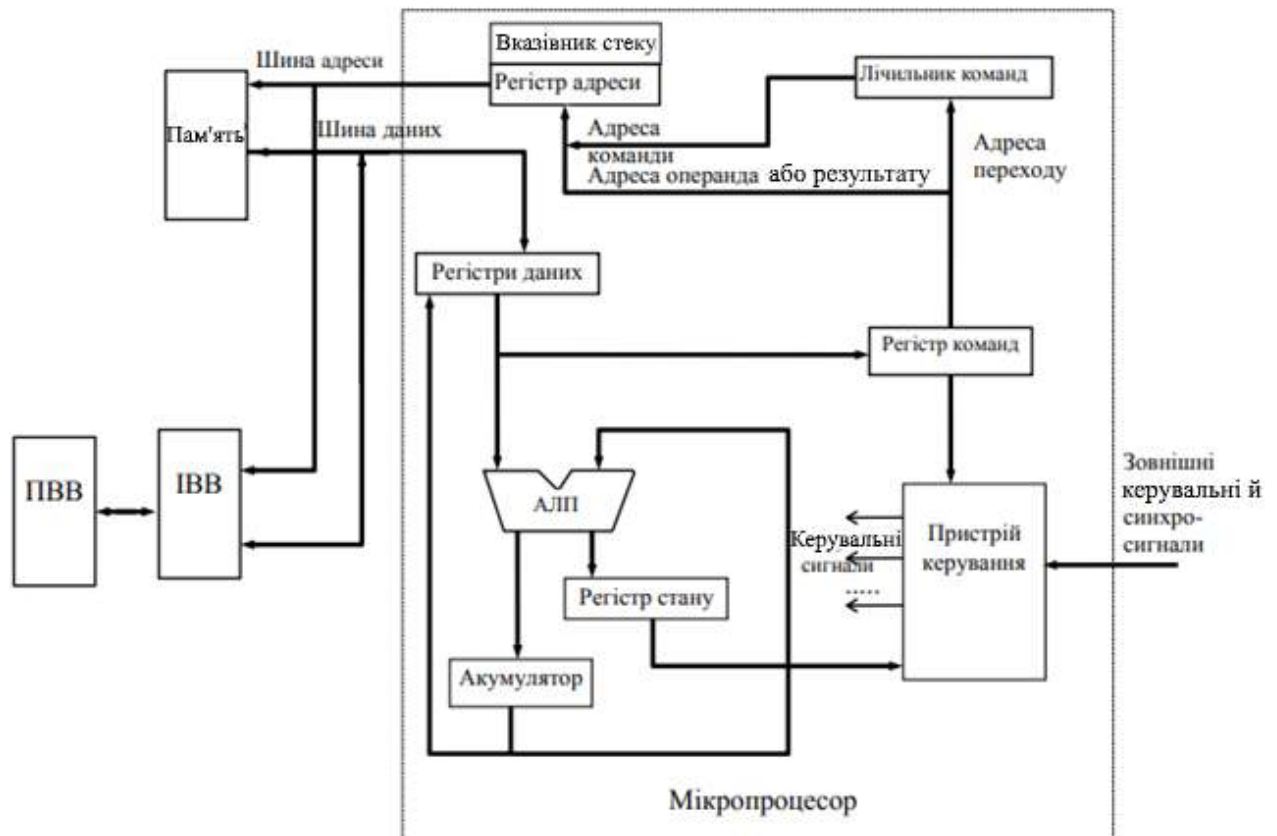 Вказівник стеку
Шина адреси
Регістр адреси
Лічильник команд
Пам'ять'
Шина даних
Адреса
команди
Адреса операнда або результату
Адреса
переходу
Регістри даних
Регістр команд
ПВВ
ІВВ
АЛП
Керувальні
сигнали
.....
Пристрій
керування
Зовнішні
керувальні й
синхро-
сигнали
Регістр стану
Акумулятор
Мікропроцесор